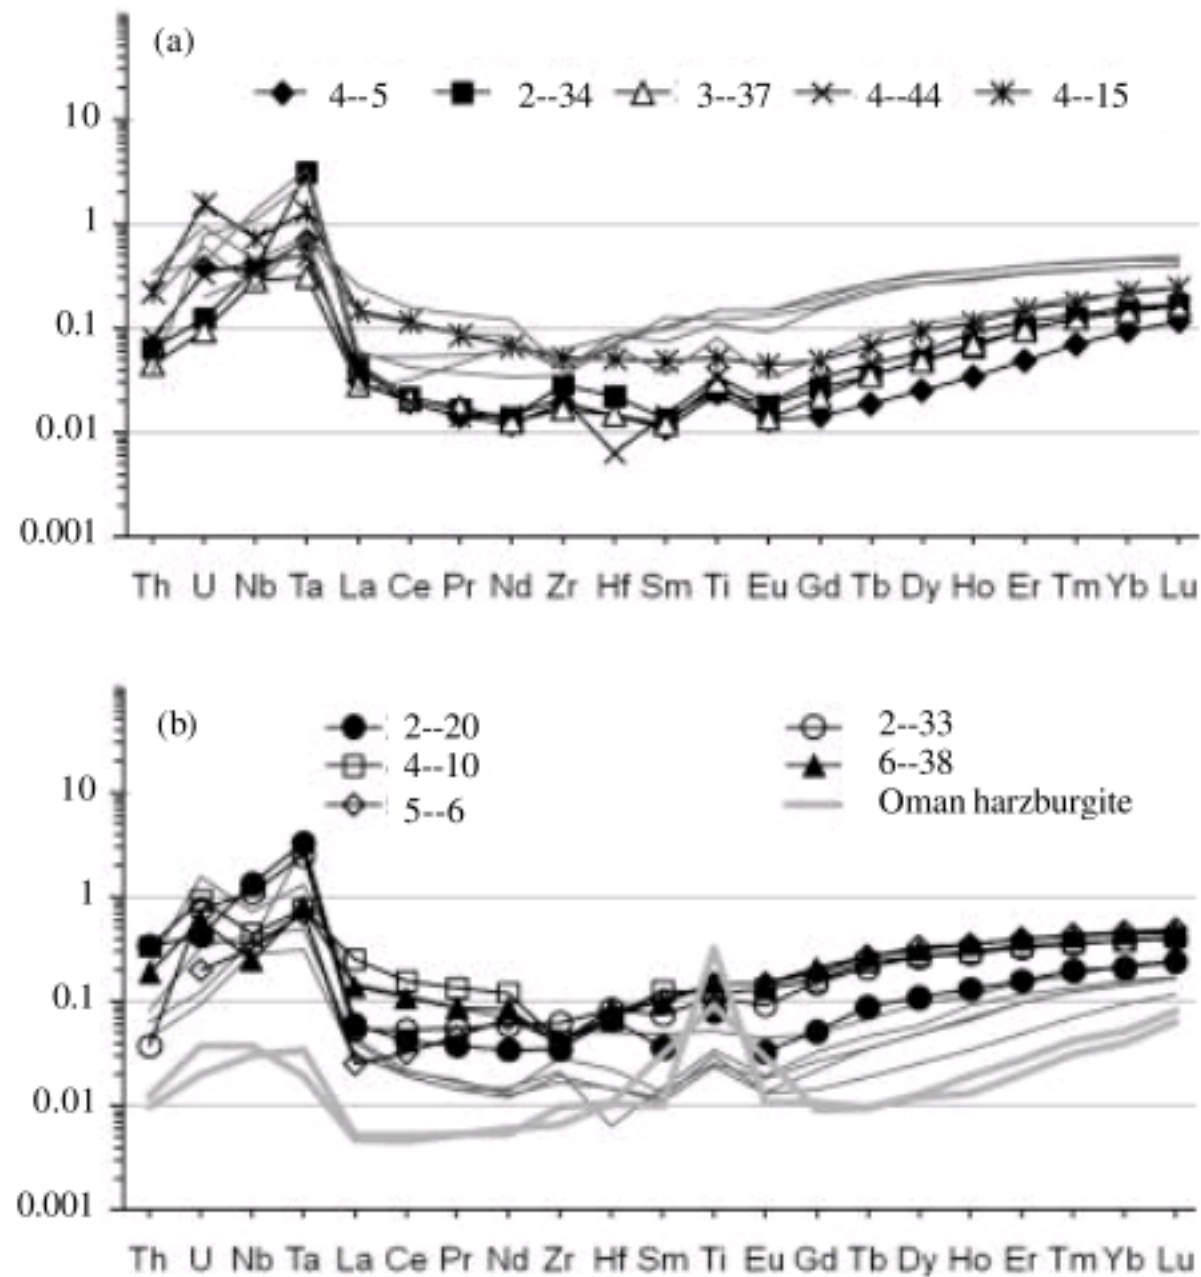 (a)
4--5 2--34 3--37 4--44 4--15
10
1
0.1
0.01
0.001
Th U Nb Ta La Ce Pr Nd Zr Hf Sm Ti Eu Gd Tb Dy Ho Er Tm Yb Lu
(b)
2--20 2--33
4--10 6--38
5--6 Oman harzburgite
10
1
0.1
0.01
0.001
Th U Nb Ta La Ce Pr Nd Zr Hf Sm Ti Eu Gd Tb Dy Ho Er Tm Yb Lu